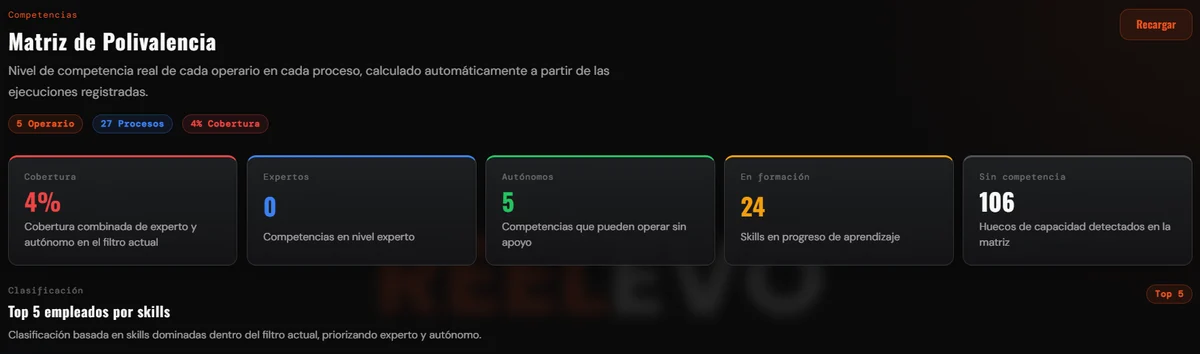 Competencias
Matriz de Polivalencia
Recargar
Nivel de competencia real de cada operario en cada proceso, calculado automáticamente a partir de las
ejecuciones registradas.
5 Operario
27 Procesos
4% Cobertura
Cobertura
4%
Cobertura combinada de experto y
autónomo en el filtro actual
Expertos
0
Competencias en nivel experto
Autónomos
5
Competencias que pueden operar sin
apoyo
En formación
24
Skills en progreso de aprendizaje
Sin competencia
106
Huecos de capacidad detectados en la
matriz
REELEVO
Clasificación
Top 5 empleados por skills
Top 5
Clasificación basada en skills dominadas dentro del filtro actual, priorizando experto y autónomo.